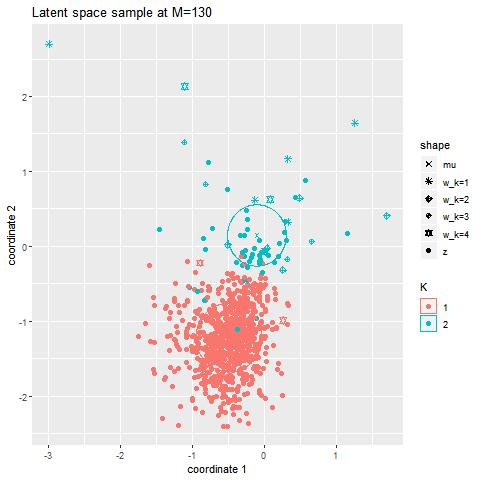 Latent space sample at M=130
2
1
0
-1
-2
-3
-2
-1
0
1
coordinate 1
coordinate 2
shape
mu
w_k=1
w_k=2
w_k=3
w_k=4
z
K
1
2